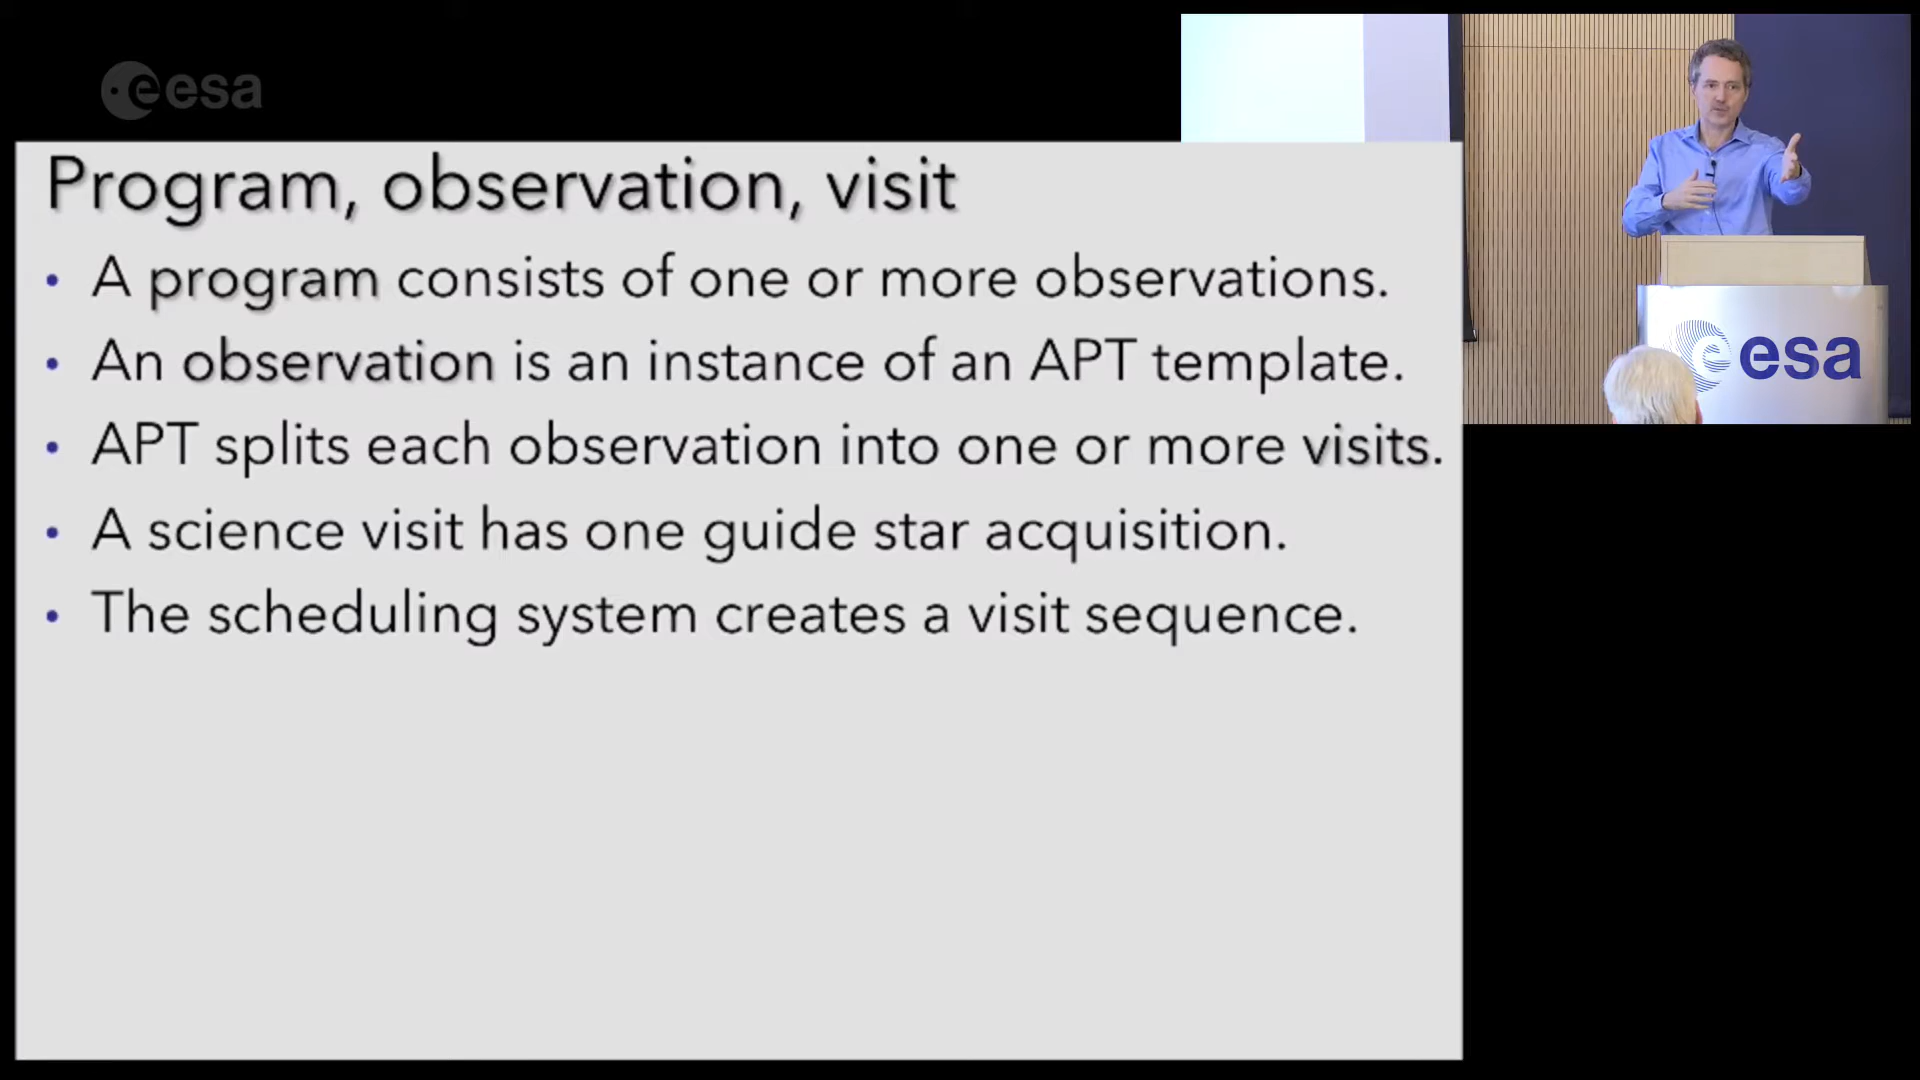 esa
Program, observation, visit
• A program consists of one or more observations.
• An observation is an instance of an APT template.
• APT splits each observation into one or more visits.
• A science visit has one guide star acquisition.
• The scheduling system creates a visit sequence.
esa